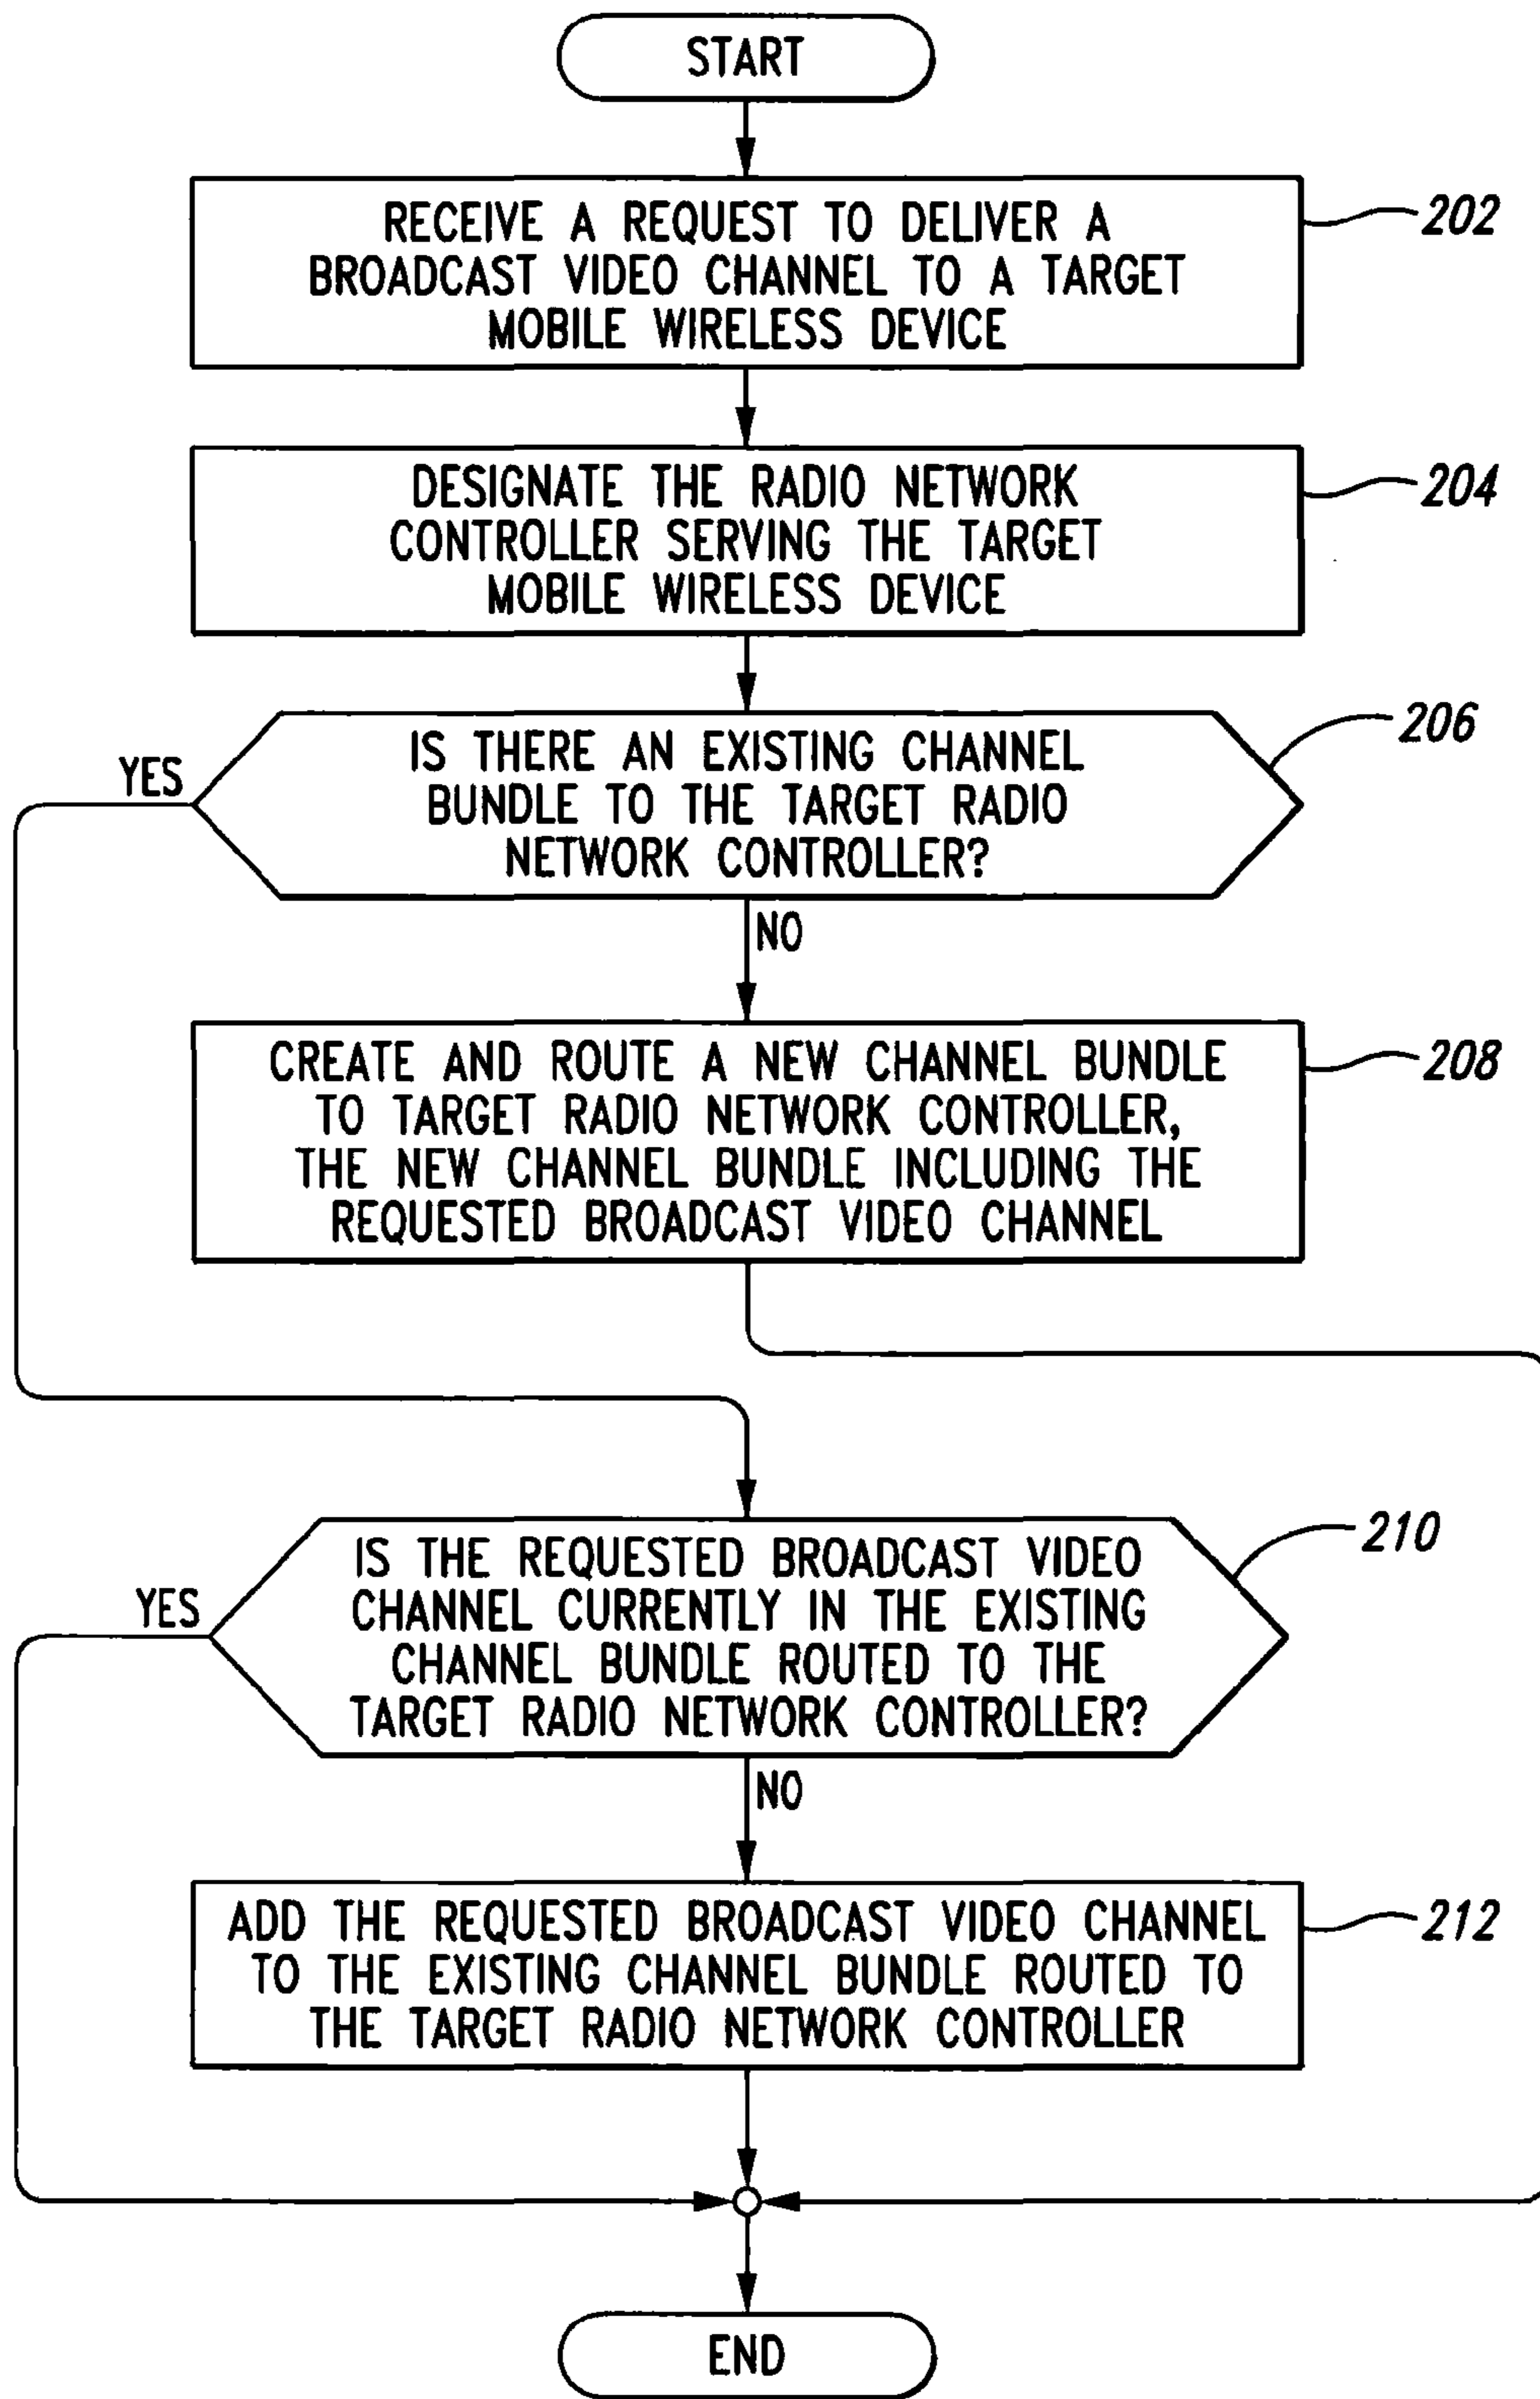 START
RECEIVE A REQUEST TO DELIVER A
BROADCAST VIDEO CHANNEL TO A TARGET
MOBILE WIRELESS DEVICE
202
DESIGNATE THE RADIO NETWORK
CONTROLLER SERVING THE TARGET
MOBILE WIRELESS DEVICE
204
IS THERE AN EXISTING CHANNEL
BUNDLE TO THE TARGET RADIO
NETWORK CONTROLLER?
206
YES
NO
CREATE AND ROUTE A NEW CHANNEL BUNDLE
TO TARGET RADIO NETWORK CONTROLLER,
THE NEW CHANNEL BUNDLE INCLUDING THE
REQUESTED BROADCAST VIDEO CHANNEL
208
IS THE REQUESTED BROADCAST VIDEO
CHANNEL CURRENTLY IN THE EXISTING
CHANNEL BUNDLE ROUTED TO THE
TARGET RADIO NETWORK CONTROLLER?
210
YES
NO
ADD THE REQUESTED BROADCAST VIDEO CHANNEL
TO THE EXISTING CHANNEL BUNDLE ROUTED TO
THE TARGET RADIO NETWORK CONTROLLER
212
END